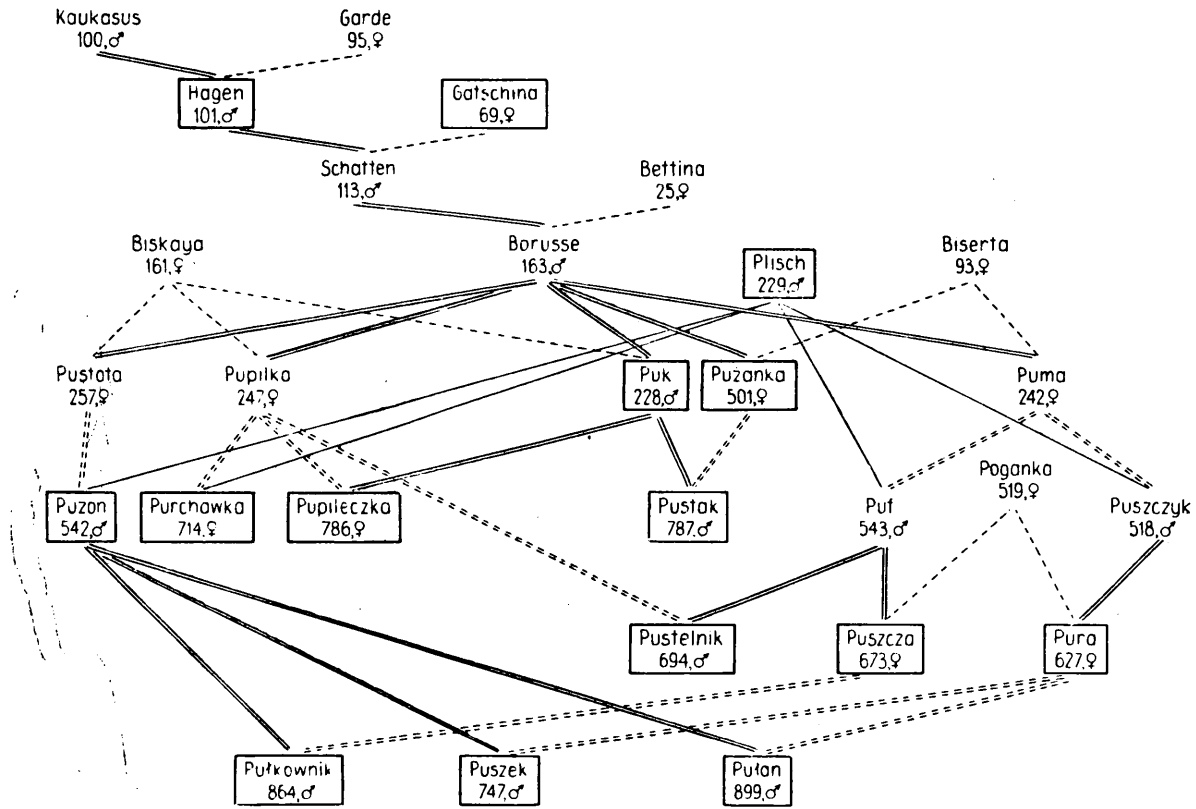 Kaukasus
100,♂
Garde
95,♀
Hagen
101,♂
Gatschina
69,♀
Schatten
113,♂
Bettina
25,♀
Biskaya
161,♀
Borusse
163,♂
Plisch
229,♂
Biserta
93,♀
Pustota
257,♀
Pupilka
247,♀
Puk
228,♂
Pużanka
501,♀
Puma
242,♀
Puzon
542,♂
Purchawka
714,♀
Pupileczka
786,♀
Pustak
787,♂
Puf
543,♂
Poganka
519,♀
Puszczyk
518,♂
Pustelnik
694,♂
Puszcza
673,♀
Pura
627,♀
Pułkownik
864,♂
Puszek
747,♂
Pułan
899,♂